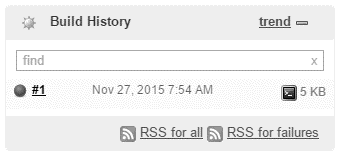 Build History trend
find x
#1 Nov 27, 2015 7:54 AM 5 KB
RSS for all RSS for failures